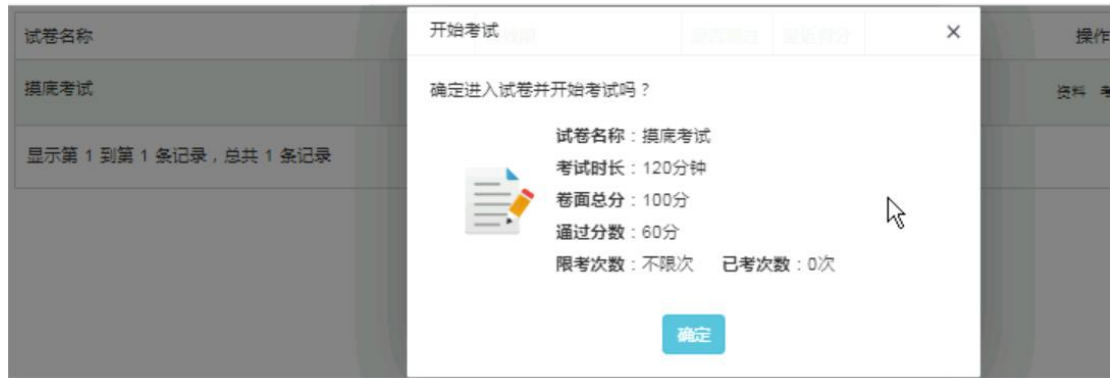 试卷名称
开始考试
操作
摸底考试
确定进入试卷并开始考试吗？
资料
试卷名称：摸底考试
显示第 1 到第 1 条记录，总共 1 条记录
考试时长：120分钟
卷面总分：100分
通过分数：60分
限考次数：不限次 已考次数：0次
确定